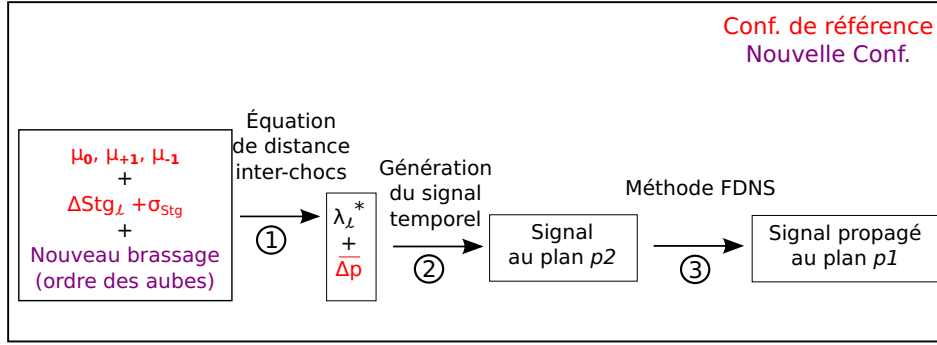 Conf. de référence
Nouvelle Conf.
Équation
de distance
inter-chocs
μ₀, μ₊₁, μ₋₁
+
ΔStgℓ +σStg
+
Nouveau brassage
(ordre des aubes)
1
λℓ*
+
Δp
Génération
du signal
temporel
2
Signal
au plan p2
Méthode FDNS
3
Signal propagé
au plan p1